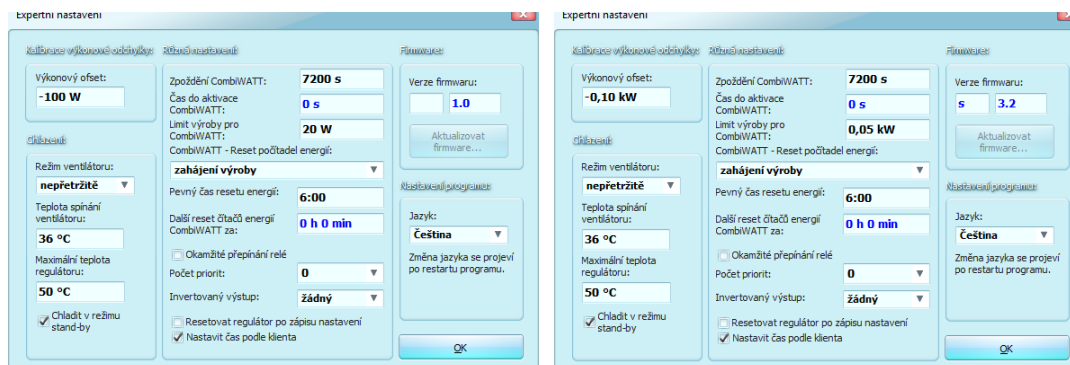 Expertní nastavení
Kalibrace výkonové odchylky:
Výkonový ofset:
-100 W
Chlazení:
Režim ventilátoru:
nepřetržitě
Teplota spínání
ventilátoru:
36 °C
Maximální teplota
regulátoru:
50 °C
Chladit v režimu
stand-by
Různá nastavení:
Zpoždění CombiWATT:
7200 s
Čas do aktivace
CombiWATT:
0 s
Limit výroby pro
CombiWATT:
20 W
CombiWATT - Reset počítadel energií:
zahájení výroby
Pevný čas resetu energií:
6:00
Další reset čítačů energií
CombiWATT za:
0 h 0 min
Okamžité přepínání relé
Počet priorit:
0
Invertovaný výstup:
žádný
Resetovat regulátor po zápisu nastavení
Nastavit čas podle klienta
Firmware:
Verze firmwaru:
1.0
Aktualizovat
firmware...
Nastavení programu:
Jazyk:
Čeština
Změna jazyka se projeví
po restartu programu.
OK
Expertní nastavení
Kalibrace výkonové odchylky:
Výkonový ofset:
-0,10 kW
Chlazení:
Režim ventilátoru:
nepřetržitě
Teplota spínání
ventilátoru:
36 °C
Maximální teplota
regulátoru:
50 °C
Chladit v režimu
stand-by
Různá nastavení:
Zpoždění CombiWATT:
7200 s
Čas do aktivace
CombiWATT:
0 s
Limit výroby pro
CombiWATT:
0,05 kW
CombiWATT - Reset počítadel energií:
zahájení výroby
Pevný čas resetu energií:
6:00
Další reset čítačů energií
CombiWATT za:
0 h 0 min
Okamžité přepínání relé
Počet priorit:
0
Invertovaný výstup:
žádný
Resetovat regulátor po zápisu nastavení
Nastavit čas podle klienta
Firmware:
Verze firmwaru:
s 3.2
Aktualizovat
firmware...
Nastavení programu:
Jazyk:
Čeština
Změna jazyka se projeví
po restartu programu.
OK